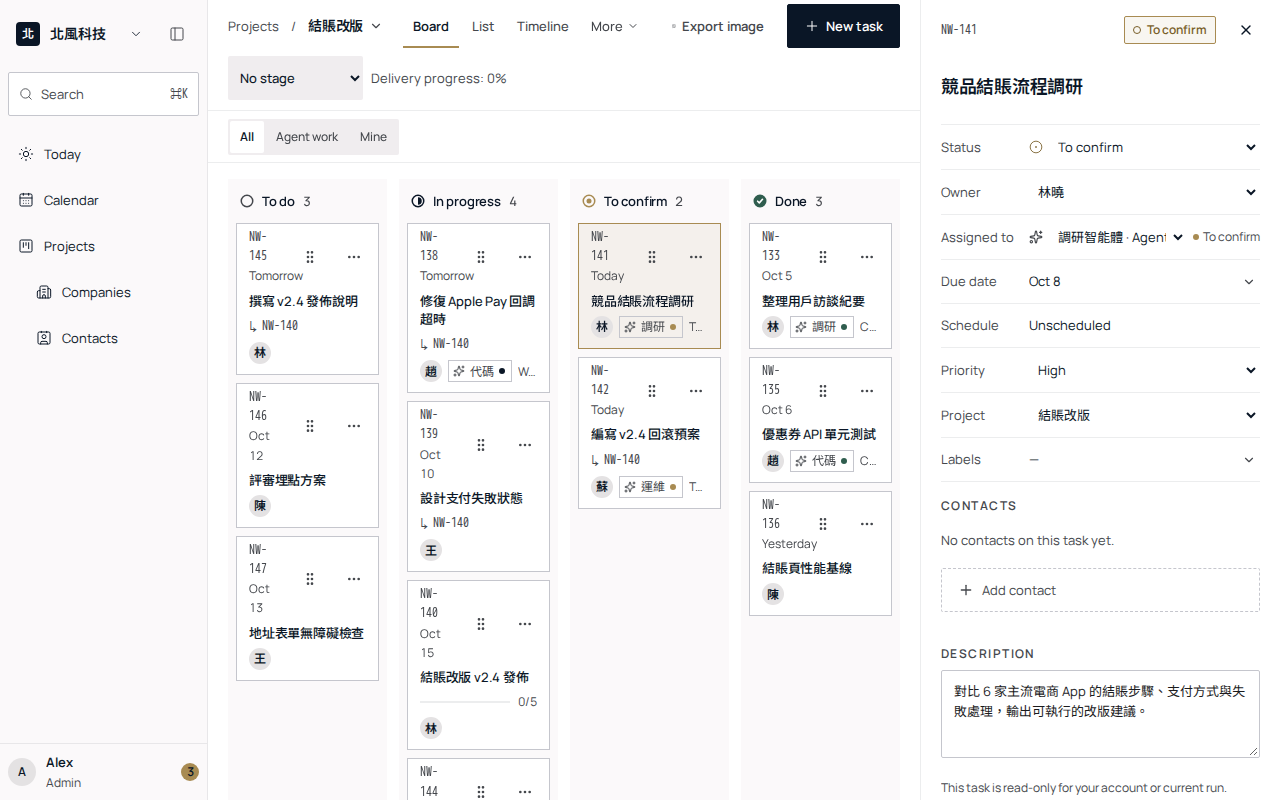 北 北風科技
Search ⌘K
Today
Calendar
Projects
Companies
Contacts
A Alex
Admin
3
Projects / 結賬改版
Board List Timeline More
Export image
+ New task
No stage Delivery progress: 0%
All Agent work Mine
To do 3
NW-
145
Tomorrow
撰寫 v2.4 發佈說明
↳ NW-140
林
NW-
146
Oct
12
評審埋點方案
陳
NW-
147
Oct
13
地址表單無障礙檢查
王
In progress 4
NW-
138
Tomorrow
修復 Apple Pay 回調
超時
↳ NW-140
趙 代碼 W...
NW-
139
Oct
10
設計支付失敗狀態
↳ NW-140
王
NW-
140
Oct
15
結賬改版 v2.4 發佈
0/5
林
NW-
144
To confirm 2
NW-
141
Today
競品結賬流程調研
林 調研 T...
NW-
142
Today
編寫 v2.4 回滾預案
↳ NW-140
蘇 運維 T...
Done 3
NW-
133
Oct 5
整理用戶訪談紀要
林 調研 C...
NW-
135
Oct 6
優惠券 API 單元測試
趙 代碼 C...
NW-
136
Yesterday
結賬頁性能基線
陳
NW-141 To confirm
競品結賬流程調研
Status To confirm
Owner 林曉
Assigned to 調研智能體 · Agent To confirm
Due date Oct 8
Schedule Unscheduled
Priority High
Project 結賬改版
Labels —
CONTACTS
No contacts on this task yet.
+ Add contact
DESCRIPTION
對比 6 家主流電商 App 的結賬步驟、支付方式與失
敗處理，輸出可執行的改版建議。
This task is read-only for your account or current run.